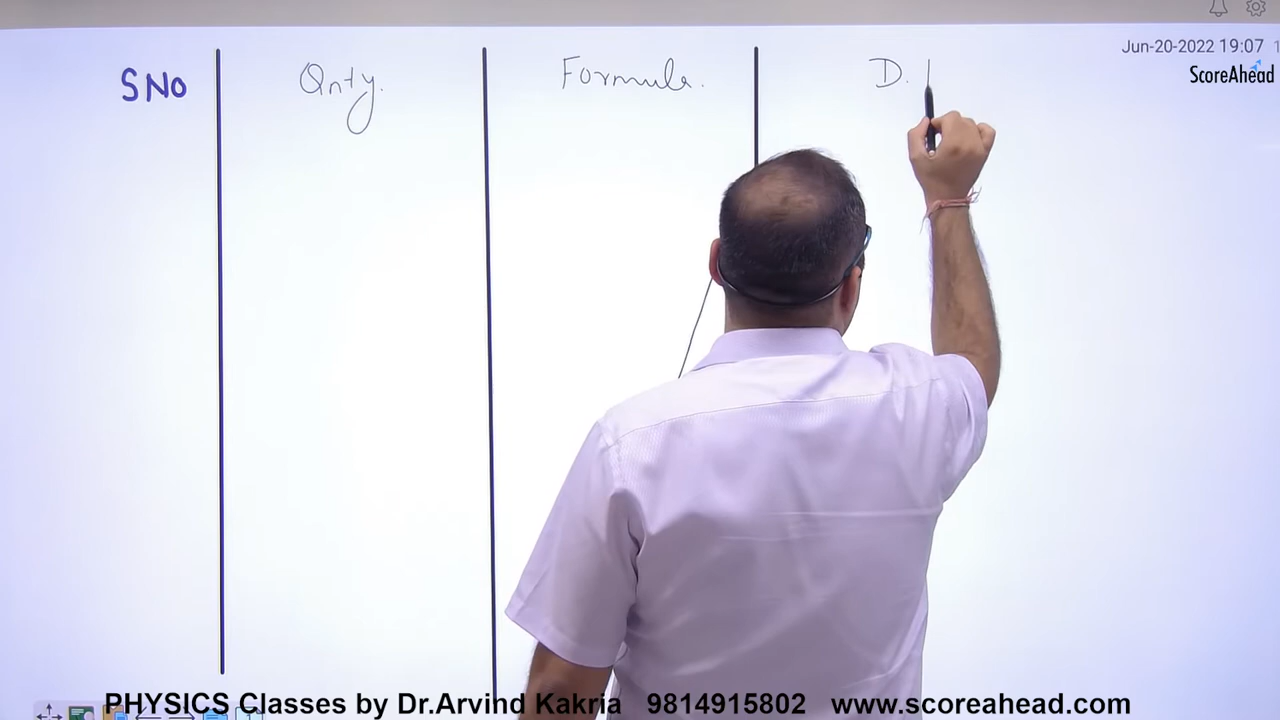 Jun-20-2022 19:07
ScoreAhead
SNo Qnty. Formula. D.
PHYSICS Classes by Dr.Arvind Kakria 9814915802 www.scoreahead.com